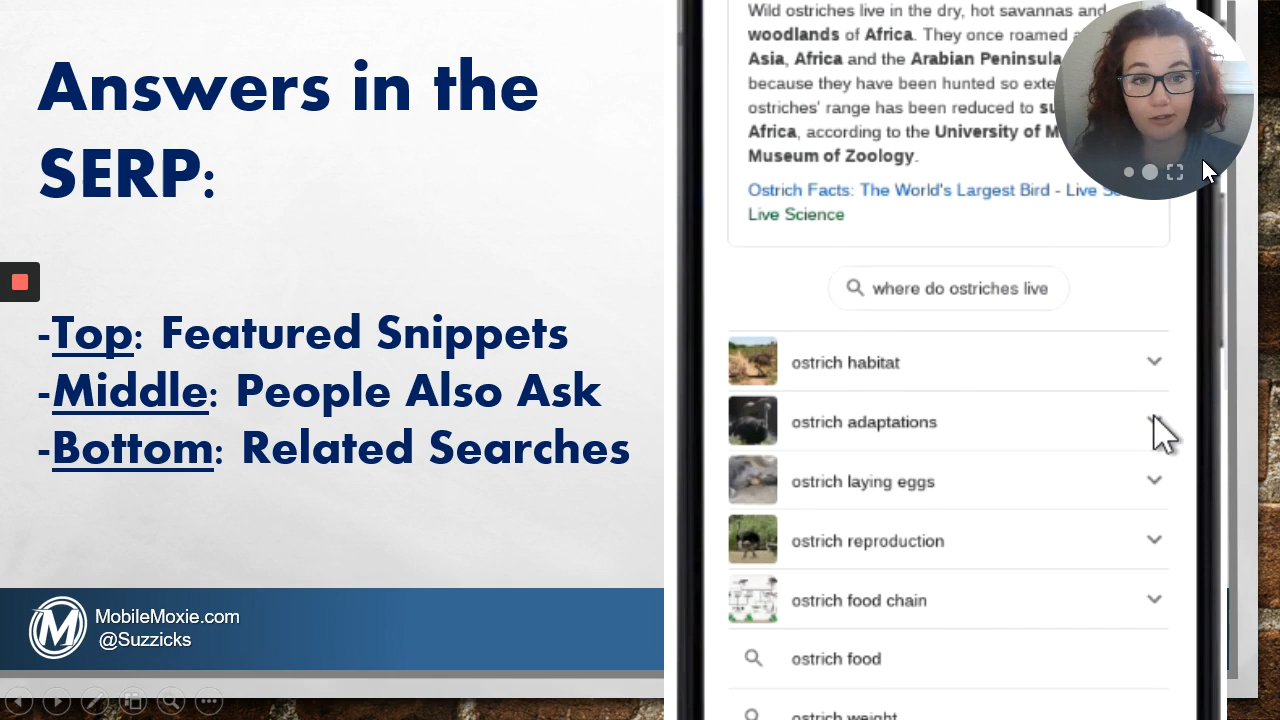 Answers in the
SERP:
-Top: Featured Snippets
-Middle: People Also Ask
-Bottom: Related Searches
MobileMoxie.com
@Suzzicks
Wild ostriches live in the dry, hot savannas and
woodlands of Africa. They once roamed
Asia, Africa and the Arabian Peninsula
because they have been hunted so
ostriches' range has been reduced to
Africa, according to the University of
Museum of Zoology.
Ostrich Facts: The World's Largest Bird - Live
Live Science
where do ostriches live
ostrich habitat
ostrich adaptations
ostrich laying eggs
ostrich reproduction
ostrich food chain
ostrich food
ostrich weight